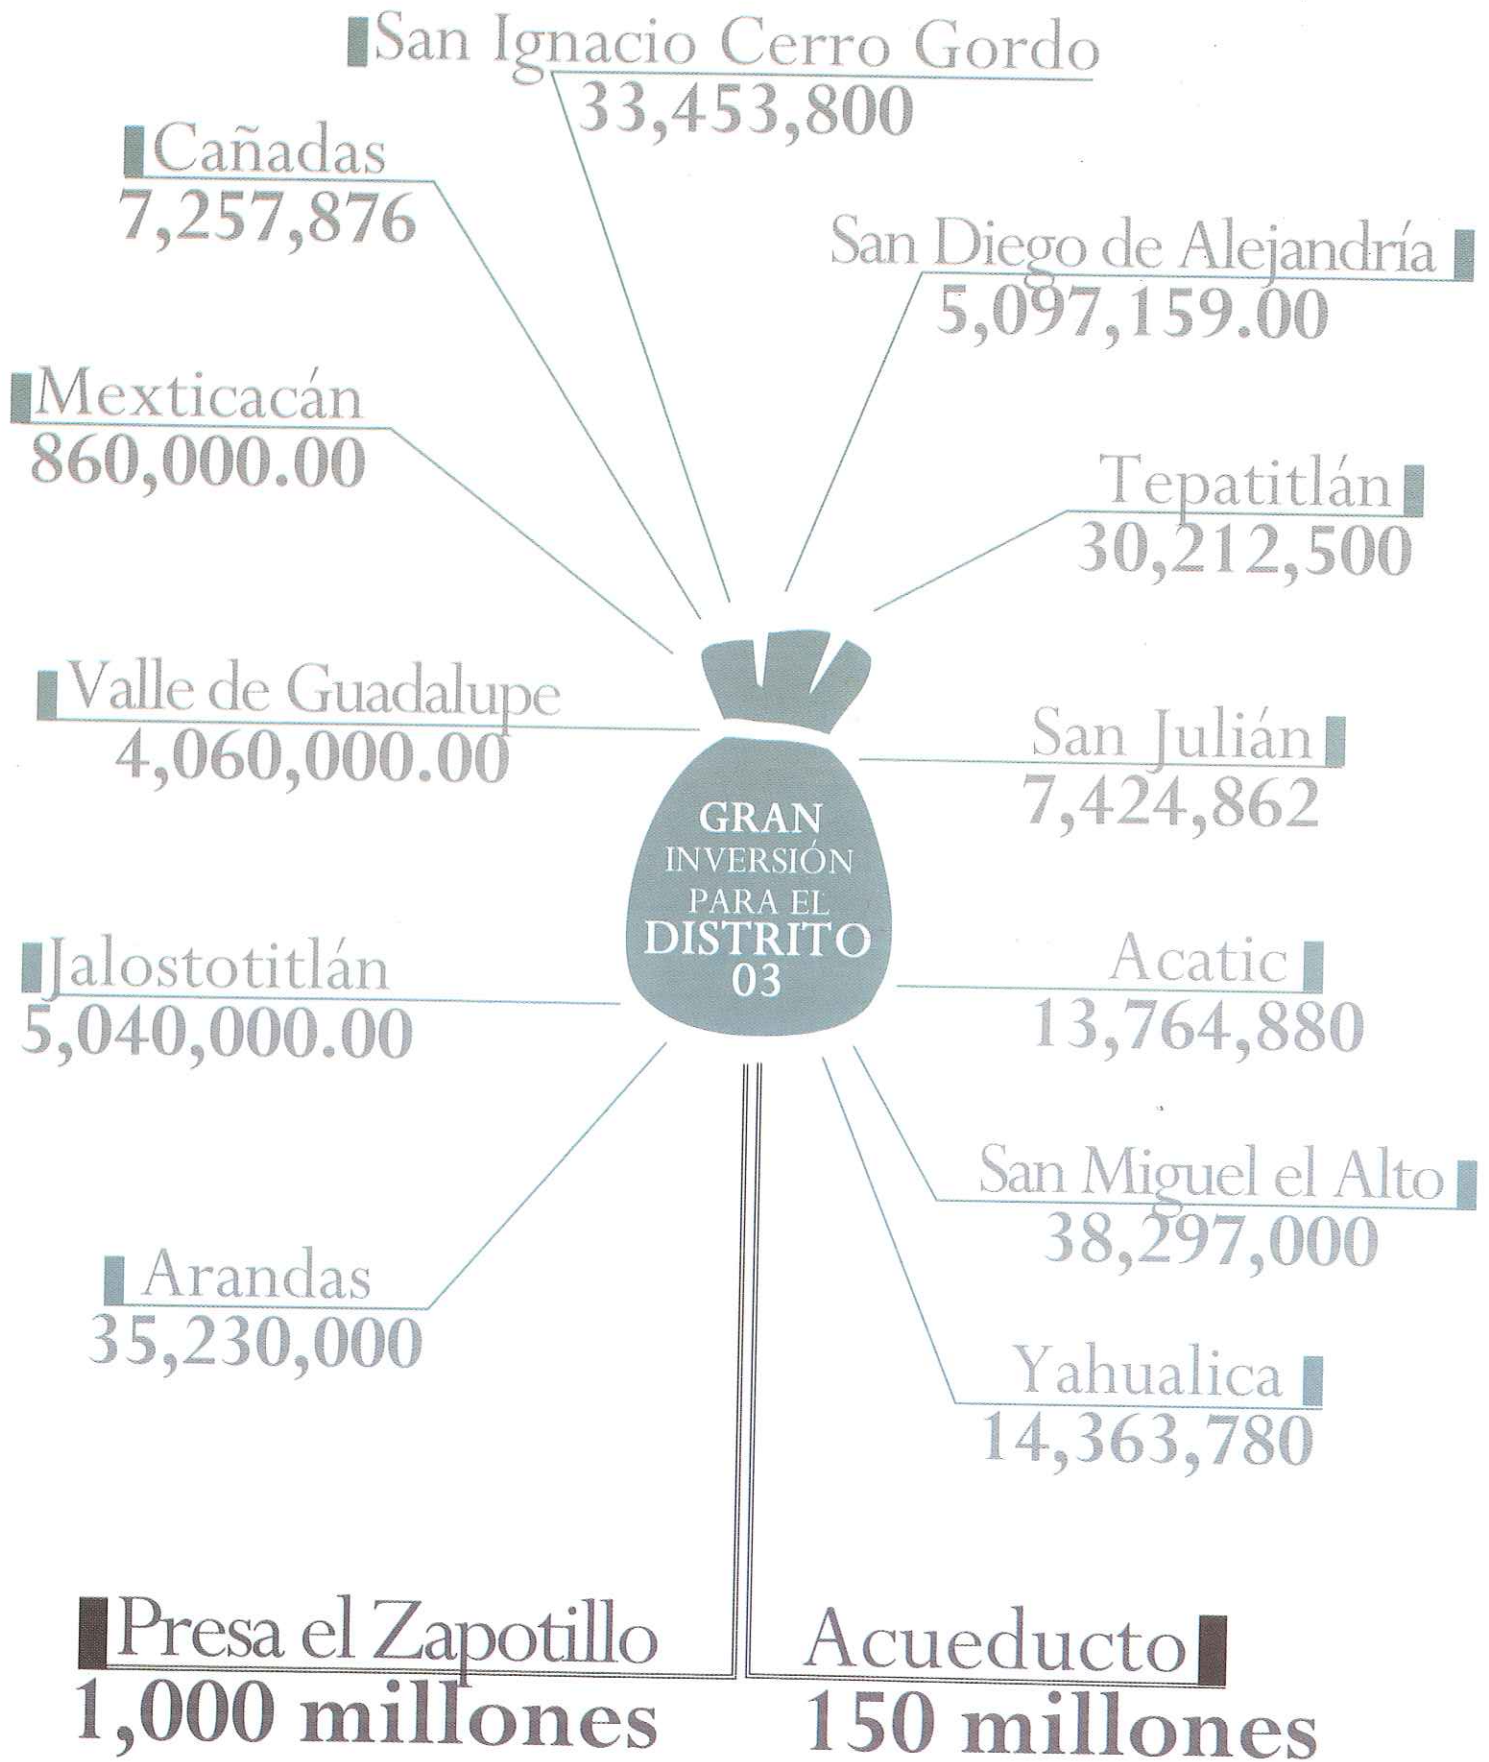 San Ignacio Cerro Gordo
33,453,800
Cañadas
7,257,876
San Diego de Alejandría
5,097,159.00
Mexticacán
860,000.00
Tepatitlán
30,212,500
Valle de Guadalupe
4,060,000.00
San Julián
7,424,862
GRAN
INVERSIÓN
PARA EL
DISTRITO
03
Jalostotitlán
5,040,000.00
Acatic
13,764,880
San Miguel el Alto
38,297,000
Arandas
35,230,000
Yahualica
14,363,780
Presa el Zapotillo
1,000 millones
Acueducto
150 millones